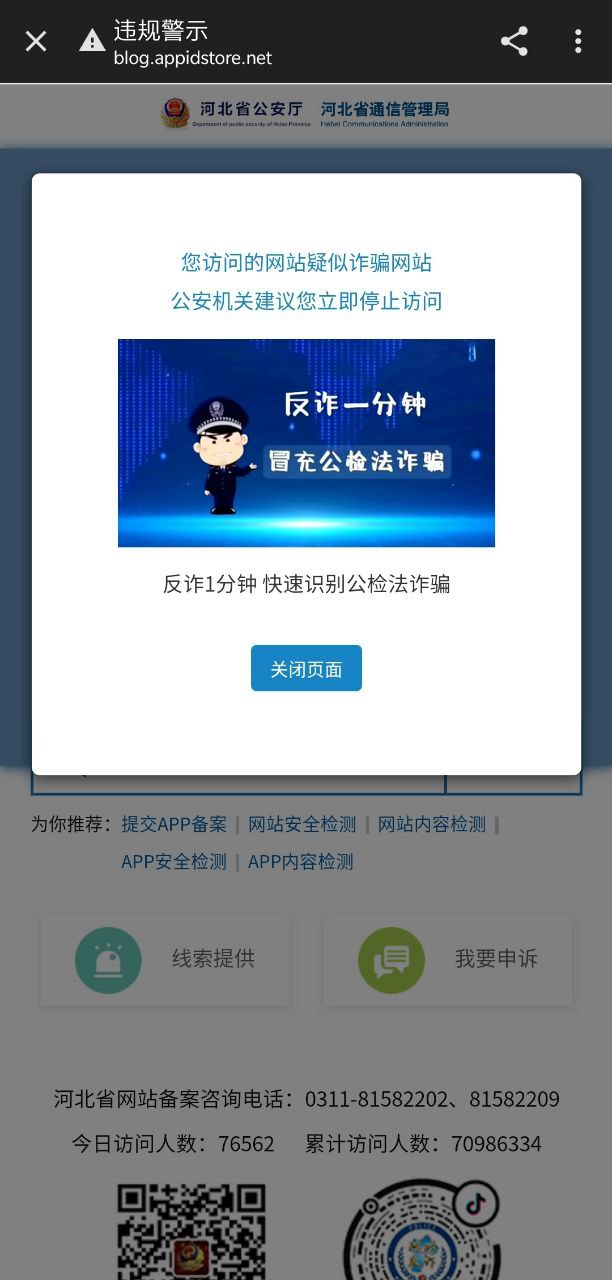 违规警示
blog.appidstore.net
河北省公安厅 河北省通信管理局
Department of public security of Hebei Province Hebei Communications Administration
您访问的网站疑似诈骗网站
公安机关建议您立即停止访问
反诈一分钟
冒充公检法诈骗
反诈1分钟 快速识别公检法诈骗
关闭页面
为你推荐：提交APP备案 | 网站安全检测 | 网站内容检测 |
APP安全检测 | APP内容检测
线索提供 我要申诉
河北省网站备案咨询电话：0311-81582202、81582209
今日访问人数：76562 累计访问人数：70986334